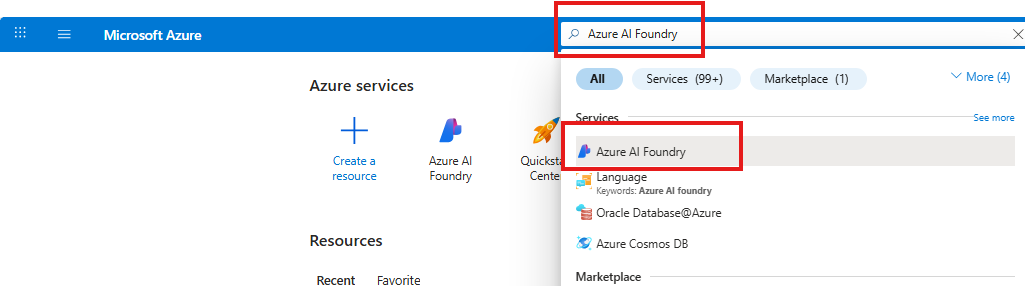 Microsoft Azure
Azure AI Foundry
All
Services (99+)
Marketplace (1)
More (4)
Azure services
Create a
resource
Azure AI
Foundry
Quicksta
Center
Services
See more
Azure AI Foundry
Language
Keywords: Azure AI foundry
Oracle Database@Azure
Azure Cosmos DB
Marketplace
Resources
Recent
Favorite